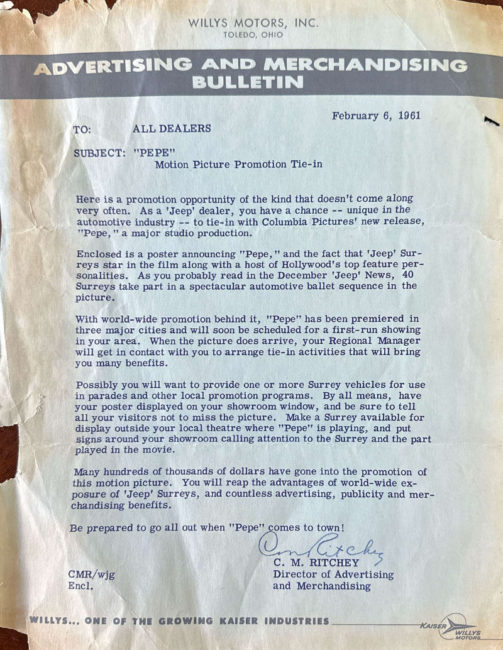 WILLYS MOTORS, INC.
TOLEDO, OHIO
ADVERTISING AND MERCHANDISING
BULLETIN
February 6, 1961
TO: ALL DEALERS
SUBJECT: "PEPE"
Motion Picture Promotion Tie-in
Here is a promotion opportunity of the kind that doesn't come along
very often. As a 'Jeep' dealer, you have a chance -- unique in the
automotive industry -- to tie-in with Columbia Pictures' new release,
"Pepe," a major studio production.
Enclosed is a poster announcing "Pepe," and the fact that 'Jeep' Sur-
reys star in the film along with a host of Hollywood's top feature per-
sonalities. As you probably read in the December 'Jeep' News, 40
Surreys take part in a spectacular automotive ballet sequence in the
picture.
With world-wide promotion behind it, "Pepe" has been premiered in
three major cities and will soon be scheduled for a first-run showing
in your area. When the picture does arrive, your Regional Manager
will get in contact with you to arrange tie-in activities that will bring
you many benefits.
Possibly you will want to provide one or more Surrey vehicles for use
in parades and other local promotion programs. By all means, have
your poster displayed on your showroom window, and be sure to tell
all your visitors not to miss the picture. Make a Surrey available for
display outside your local theatre where "Pepe" is playing, and put
signs around your showroom calling attention to the Surrey and the part
played in the movie.
Many hundreds of thousands of dollars have gone into the promotion of
this motion picture. You will reap the advantages of world-wide ex-
posure of 'Jeep' Surreys, and countless advertising, publicity and mer-
chandising benefits.
Be prepared to go all out when "Pepe" comes to town!
C. M. Ritchey
C. M. RITCHEY
CMR/wjg Director of Advertising
Encl. and Merchandising
WILLYS... ONE OF THE GROWING KAISER INDUSTRIES
KAISER
WILLYS
MOTORS